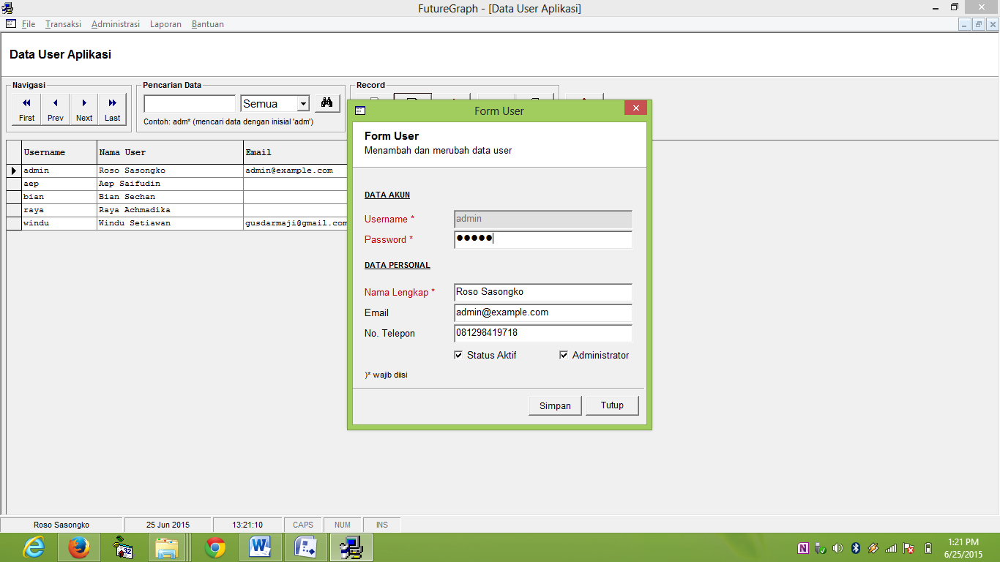 FutureGraph - [Data User Aplikasi]
File Transaksi Administrasi Laporan Bantuan
Data User Aplikasi
Navigasi
First Prev Next Last
Pencarian Data
Semua
Contoh: adm* (mencari data dengan inisial 'adm')
Record
Username Nama User Email
admin Roso Sasongko admin@example.com
aep Aep Saifudin
bian Bian Sechan
raya Raya Achmadika
windu Windu Setiawan gusdarmaji@gmail.com
Form User
Form User
Menambah dan merubah data user
DATA AKUN
Username * admin
Password * ●●●●●
DATA PERSONAL
Nama Lengkap * Roso Sasongko
Email admin@example.com
No. Telepon 081298419718
Status Aktif Administrator
)* wajib diisi
Simpan Tutup
Roso Sasongko 25 Jun 2015 13:21:10 CAPS NUM INS
32
1:21 PM
6/25/2015